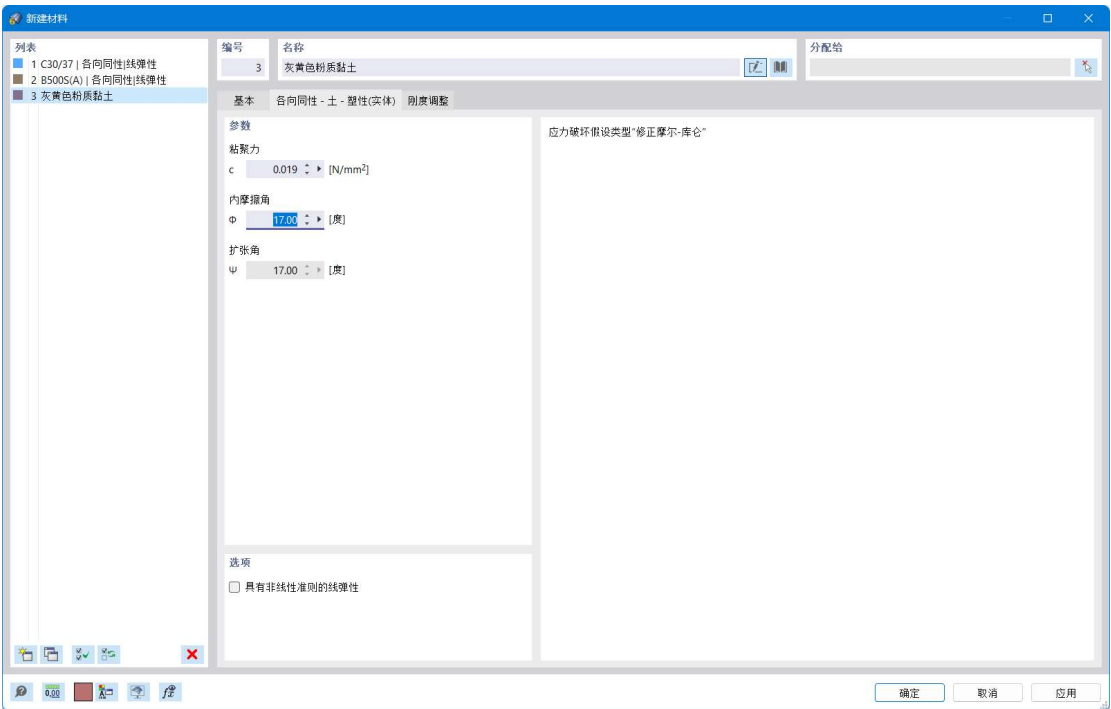 新建材料
列表
1 C30/37 | 各向同性|线弹性
2 B500S(A) | 各向同性|线弹性
3 灰黄色粉质黏土
编号
3
名称
灰黄色粉质黏土
分配给
基本 各向同性 - 土 - 塑性(实体) 刚度调整
参数
粘聚力
c 0.019 [N/mm²]
内摩擦角
Φ 17.00 [度]
扩张角
Ψ 17.00 [度]
应力破坏假设类型“修正摩尔-库仑”
选项
具有非线性准则的线弹性
0,00
确定 取消 应用